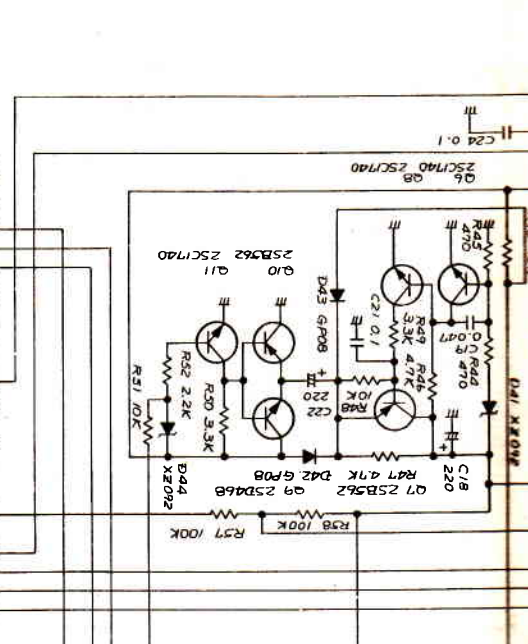 C24 0.1
Q6
2SC1740
Q8
2SC1740
R45
470
C19
0.047
R44
470
D41 XZ092
C18
220
+
R49
3.3K
R46
4.7K
C21 0.1
D43 GP08
R48
10K
C22
220
+
Q10
2SB562
Q11
2SC1740
R52 2.2K
R51 10K
R50 3.3K
D44
XZ092
D42 GP08
Q9 2SD468
R47 4.7K
Q7 2SB562
R57 100K
R58 100K